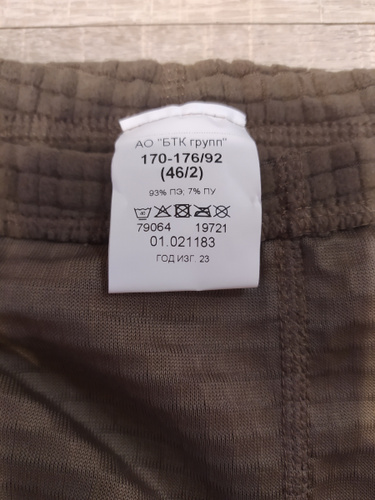 АО "БТК групп"
170-176/92
(46/2)
93% ПЭ; 7% ПУ
79064 19721
01.021183
ГОД ИЗГ. 23